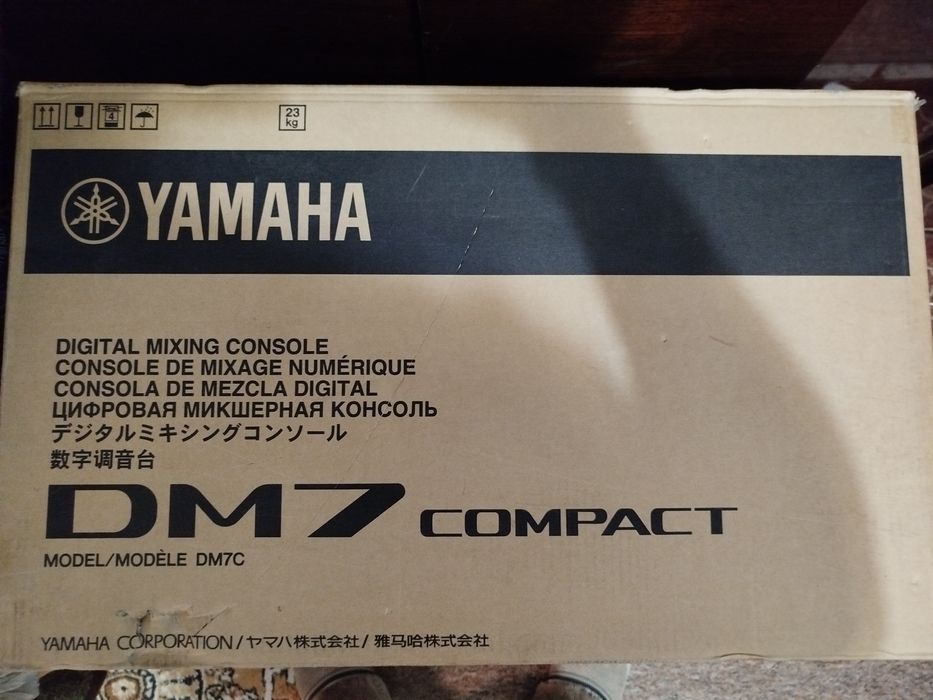 4
23
kg
YAMAHA
DIGITAL MIXING CONSOLE
CONSOLE DE MIXAGE NUMÉRIQUE
CONSOLA DE MEZCLA DIGITAL
ЦИФРОВАЯ МИКШЕРНАЯ КОНСОЛЬ
デジタルミキシングコンソール
数字调音台
DM7 COMPACT
MODEL/MODÈLE DM7C
YAMAHA CORPORATION/ヤマハ株式会社/雅马哈株式会社